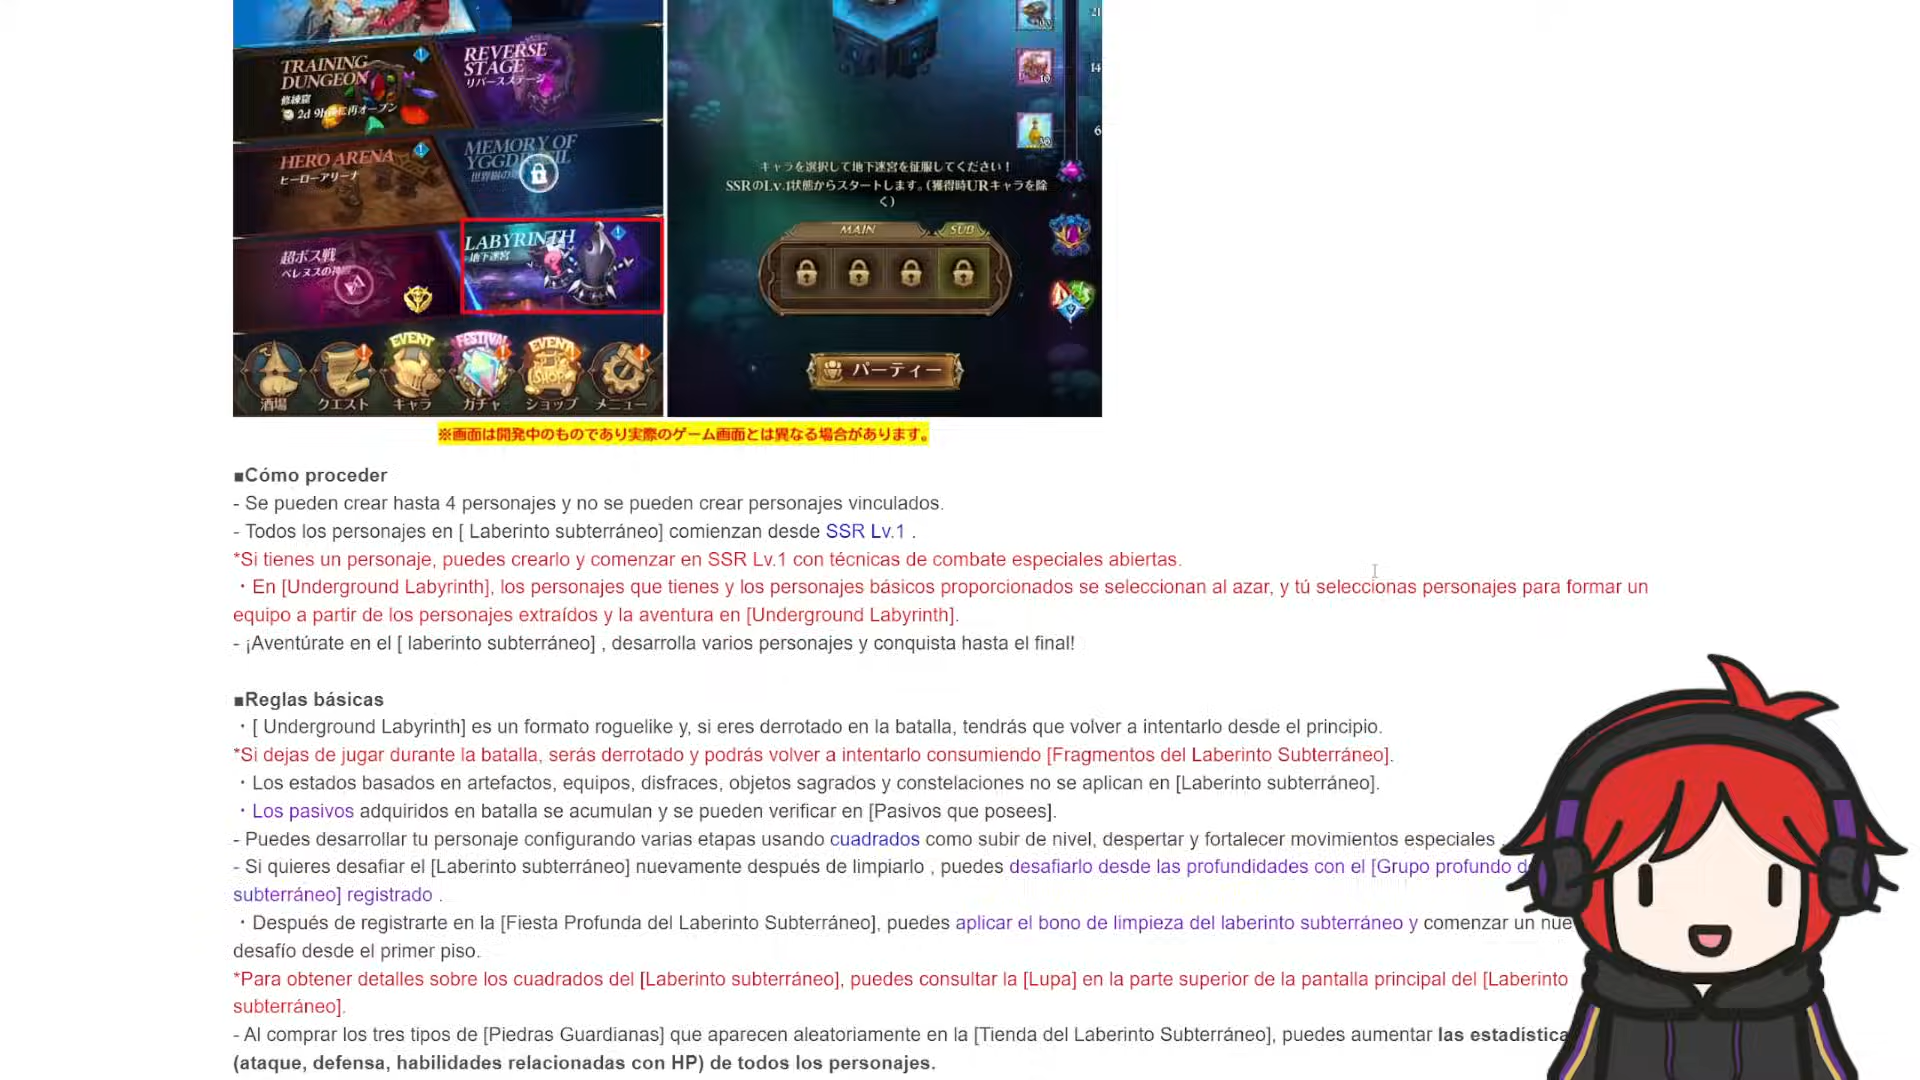 TRAINING
DUNGEON
修練窟
2d 9h後に再オープン
REVERSE
STAGE
リバースステージ
HERO ARENA
ヒーローアリーナ
MEMORY OF
YGGDRASIL
超ボス戦
LABYRINTH
地下迷宮
EVENT
FESTIVAL
EVENT
SHOP
酒場
クエスト
キャラ
ガチャ
ショップ
メニュー
21
10
14
30
6
キャラを選択して地下迷宮を征服してください！
SSRのLv.1状態からスタートします。(獲得時URキャラを除
く)
MAIN
SUB
パーティー
※画面は開発中のものであり実際のゲーム画面とは異なる場合があります。
■Cómo proceder
- Se pueden crear hasta 4 personajes y no se pueden crear personajes vinculados.
- Todos los personajes en [ Laberinto subterráneo] comienzan desde SSR Lv.1 .
*Si tienes un personaje, puedes crearlo y comenzar en SSR Lv.1 con técnicas de combate especiales abiertas.
・En [Underground Labyrinth], los personajes que tienes y los personajes básicos proporcionados se seleccionan al azar, y tú seleccionas personajes para formar un
equipo a partir de los personajes extraídos y la aventura en [Underground Labyrinth].
- ¡Aventúrate en el [ laberinto subterráneo] , desarrolla varios personajes y conquista hasta el final!
■Reglas básicas
・[ Underground Labyrinth] es un formato roguelike y, si eres derrotado en la batalla, tendrás que volver a intentarlo desde el principio.
*Si dejas de jugar durante la batalla, serás derrotado y podrás volver a intentarlo consumiendo [Fragmentos del Laberinto Subterráneo].
・Los estados basados en artefactos, equipos, disfraces, objetos sagrados y constelaciones no se aplican en [Laberinto subterráneo].
・Los pasivos adquiridos en batalla se acumulan y se pueden verificar en [Pasivos que posees].
- Puedes desarrollar tu personaje configurando varias etapas usando cuadrados como subir de nivel, despertar y fortalecer movimientos especiales .
- Si quieres desafiar el [Laberinto subterráneo] nuevamente después de limpiarlo , puedes desafiarlo desde las profundidades con el [Grupo profundo d
subterráneo] registrado .
・Después de registrarte en la [Fiesta Profunda del Laberinto Subterráneo], puedes aplicar el bono de limpieza del laberinto subterráneo y comenzar un nue
desafío desde el primer piso.
*Para obtener detalles sobre los cuadrados del [Laberinto subterráneo], puedes consultar la [Lupa] en la parte superior de la pantalla principal del [Laberinto
subterráneo].
- Al comprar los tres tipos de [Piedras Guardianas] que aparecen aleatoriamente en la [Tienda del Laberinto Subterráneo], puedes aumentar las estadística
(ataque, defensa, habilidades relacionadas con HP) de todos los personajes.